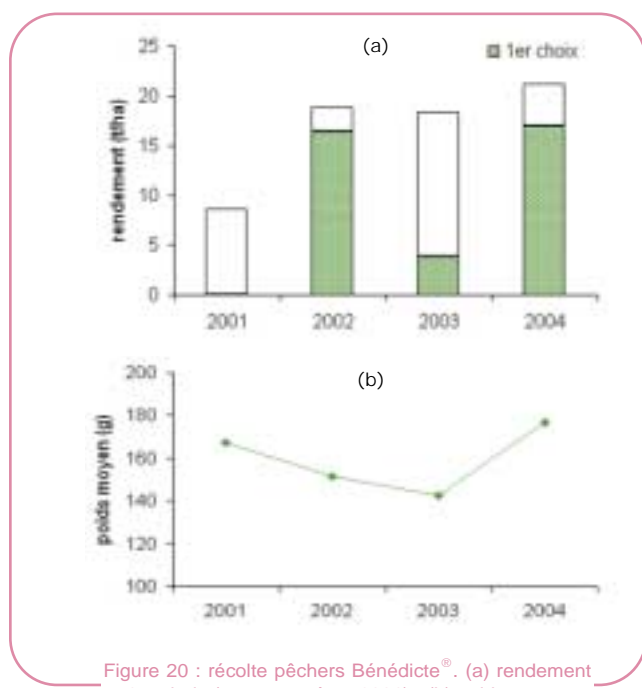 (a)
1er choix
rendement (t/ha)
25
20
15
10
5
0
2001 2002 2003 2004
(b)
poids moyen (g)
200
180
160
140
120
100
2001 2002 2003 2004
Figure 20 : récolte pêchers Bénédicte®. (a) rendement